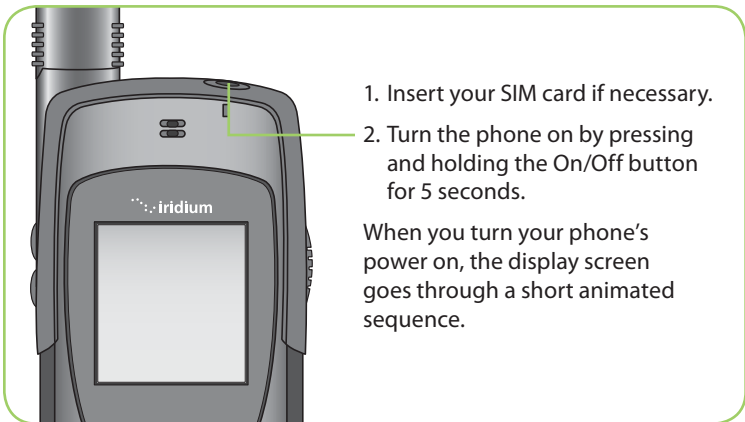 iridium
1. Insert your SIM card if necessary.
2. Turn the phone on by pressing
and holding the On/Off button
for 5 seconds.
When you turn your phone’s
power on, the display screen
goes through a short animated
sequence.